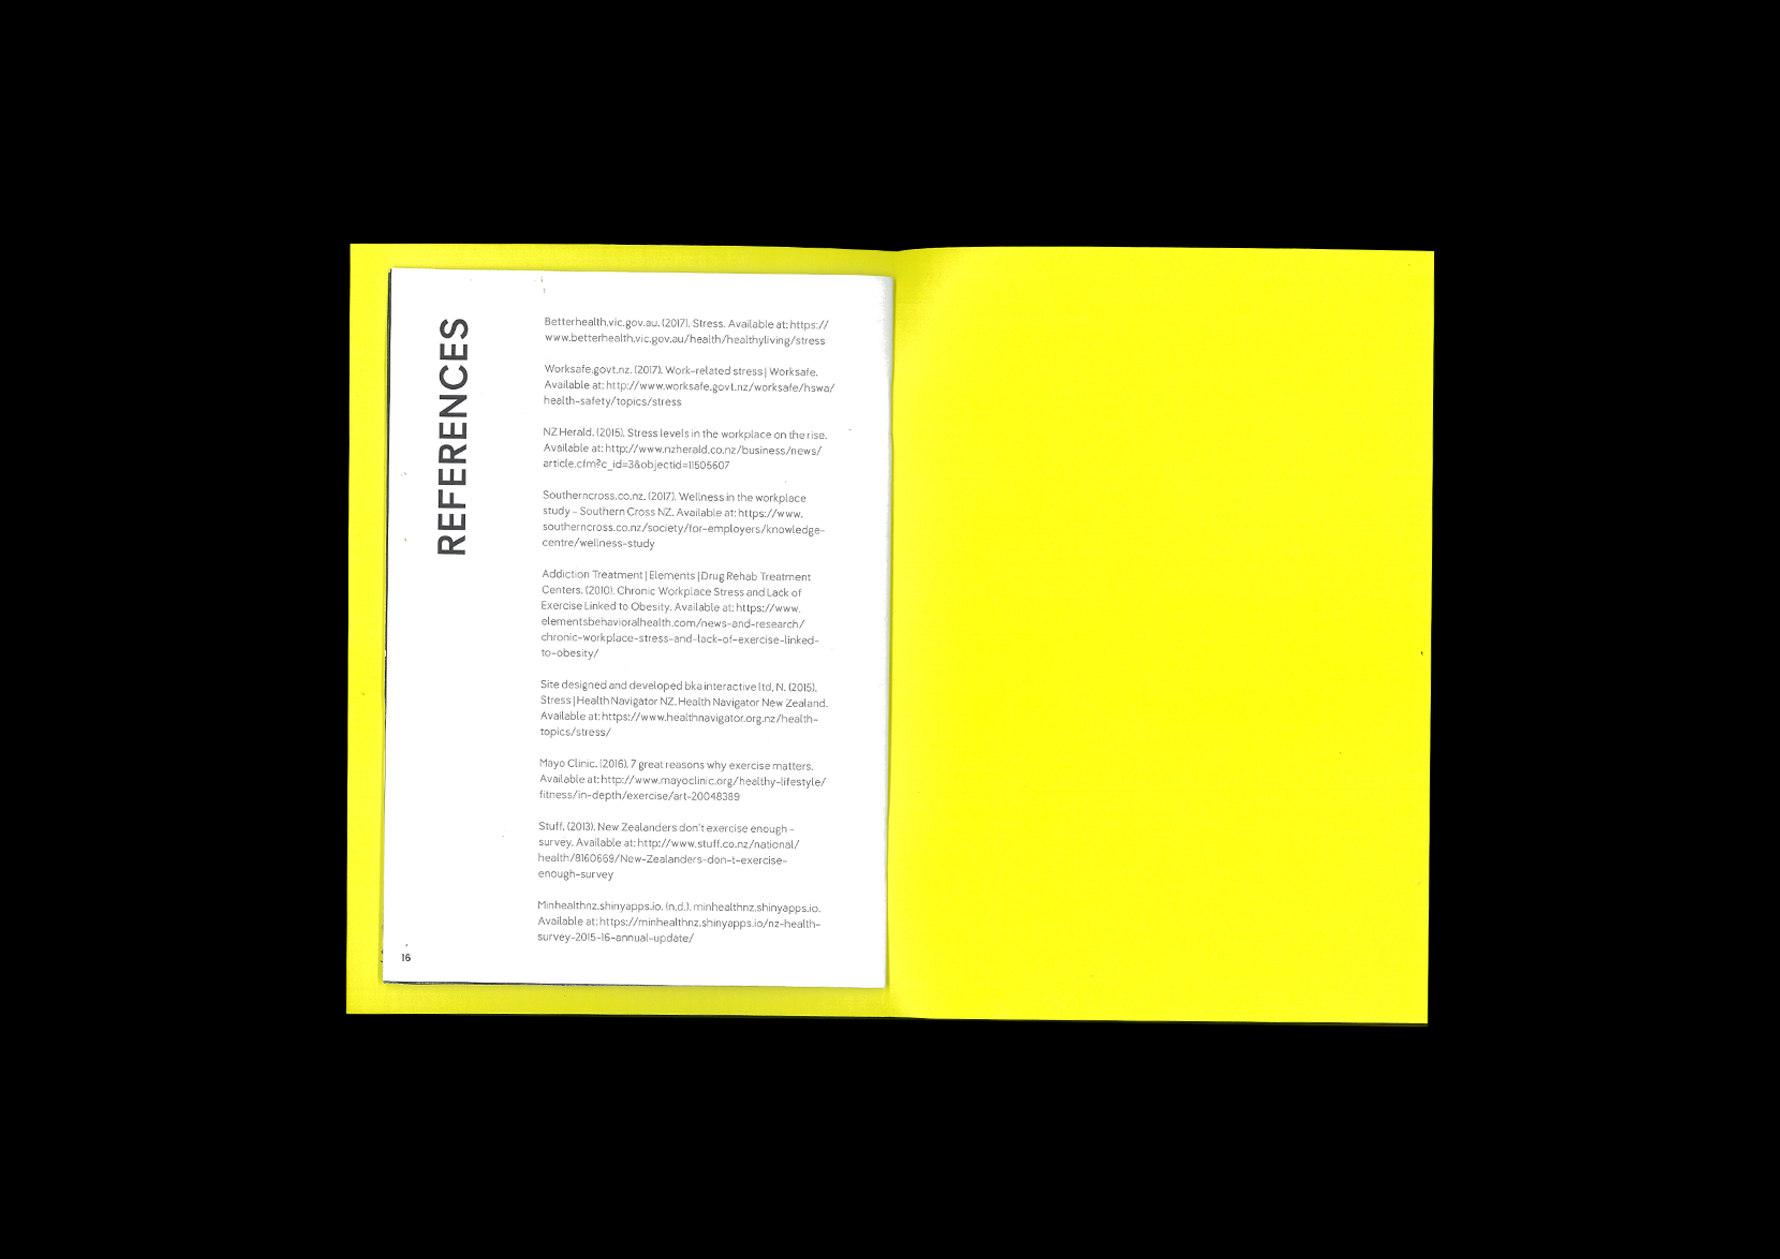 REFERENCES
Betterhealth.vic.gov.au. (2017). Stress. Available at: https://
www.betterhealth.vic.gov.au/health/healthyliving/stress
Worksafe.govt.nz. (2017). Work-related stress | Worksafe.
Available at: http://www.worksafe.govt.nz/worksafe/hswa/
health-safety/topics/stress
NZ Herald. (2015). Stress levels in the workplace on the rise.
Available at: http://www.nzherald.co.nz/business/news/
article.cfm?c_id=3&objectid=11505607
Southerncross.co.nz. (2017). Wellness in the workplace
study - Southern Cross NZ. Available at: https://www.
southerncross.co.nz/society/for-employers/knowledge-
centre/wellness-study
Addiction Treatment | Elements | Drug Rehab Treatment
Centers. (2010). Chronic Workplace Stress and Lack of
Exercise Linked to Obesity. Available at: https://www.
elementsbehavioralhealth.com/news-and-research/
chronic-workplace-stress-and-lack-of-exercise-linked-
to-obesity/
Site designed and developed bka interactive ltd, N. (2015).
Stress | Health Navigator NZ. Health Navigator New Zealand.
Available at: https://www.healthnavigator.org.nz/health-
topics/stress/
Mayo Clinic. (2016). 7 great reasons why exercise matters.
Available at: http://www.mayoclinic.org/healthy-lifestyle/
fitness/in-depth/exercise/art-20048389
Stuff. (2013). New Zealanders don't exercise enough -
survey. Available at: http://www.stuff.co.nz/national/
health/8160669/New-Zealanders-don-t-exercise-
enough-survey
Minhealthnz.shinyapps.io. (n.d.). minhealthnz.shinyapps.io.
Available at: https://minhealthnz.shinyapps.io/nz-health-
survey-2015-16-annual-update/
16